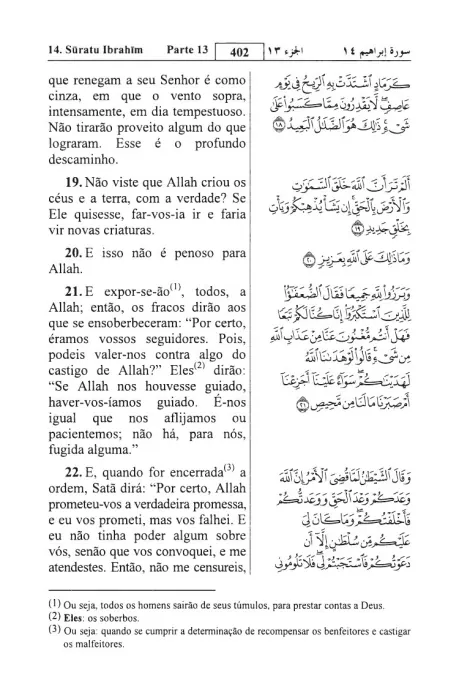 14. Sūratu Ibrahīm Parte 13 402 الجزء ١٣ سورة إبراهيم ١٤
que renegam a seu Senhor é como
cinza, em que o vento sopra,
intensamente, em dia tempestuoso.
Não tirarão proveito algum do que
lograram. Esse é o profundo
descaminho.
19. Não viste que Allah criou os
céus e a terra, com a verdade? Se
Ele quisesse, far-vos-ia ir e faria
vir novas criaturas.
20. E isso não é penoso para
Allah.
21. E expor-se-ão(1), todos, a
Allah; então, os fracos dirão aos
que se ensoberbeceram: “Por certo,
éramos vossos seguidores. Pois,
podeis valer-nos contra algo do
castigo de Allah?” Eles(2) dirão:
“Se Allah nos houvesse guiado,
haver-vos-íamos guiado. É-nos
igual que nos aflijamos ou
pacientemos; não há, para nós,
fugida alguma.”
22. E, quando for encerrada(3) a
ordem, Satã dirá: “Por certo, Allah
prometeu-vos a verdadeira promessa,
e eu vos prometi, mas vos falhei. E
eu não tinha poder algum sobre
vós, senão que vos convoquei, e me
atendestes. Então, não me censureis,
كَرَمَادٍ ٱشْتَدَّتْ بِهِ ٱلرِّيحُ فِى يَوْمٍ
عَاصِفٍ لَّا يَقْدِرُونَ مِمَّا كَسَبُوا۟ عَلَىٰ
شَىْءٍ ذَٰلِكَ هُوَ ٱلضَّلَٰلُ ٱلْبَعِيدُ ١٨
أَلَمْ تَرَ أَنَّ ٱللَّهَ خَلَقَ ٱلسَّمَٰوَٰتِ
وَٱلْأَرْضَ بِٱلْحَقِّ إِن يَشَأْ يُذْهِبْكُمْ وَيَأْتِ
بِخَلْقٍ جَدِيدٍ ١٩
وَمَا ذَٰلِكَ عَلَى ٱللَّهِ بِعَزِيزٍ ٢٠
وَبَرَزُوا۟ لِلَّهِ جَمِيعًا فَقَالَ ٱلضُّعَفَٰٓؤُا۟
لِلَّذِينَ ٱسْتَكْبَرُوٓا۟ إِنَّا كُنَّا لَكُمْ تَبَعًا
فَهَلْ أَنتُم مُّغْنُونَ عَنَّا مِنْ عَذَابِ ٱللَّهِ
مِن شَىْءٍ قَالُوا۟ لَوْ هَدَىٰنَا ٱللَّهُ
لَهَدَيْنَٰكُمْ سَوَآءٌ عَلَيْنَآ أَجَزِعْنَآ
أَمْ صَبَرْنَا مَا لَنَا مِن مَّحِيصٍ ٢١
وَقَالَ ٱلشَّيْطَٰنُ لَمَّا قُضِىَ ٱلْأَمْرُ إِنَّ ٱللَّهَ
وَعَدَكُمْ وَعْدَ ٱلْحَقِّ وَوَعَدتُّكُمْ
فَأَخْلَفْتُكُمْ وَمَا كَانَ لِىَ
عَلَيْكُم مِّن سُلْطَٰنٍ إِلَّآ أَن
دَعَوْتُكُمْ فَٱسْتَجَبْتُمْ لِى فَلَا تَلُومُونِى
(1) Ou seja, todos os homens sairão de seus túmulos, para prestar contas a Deus.
(2) Eles: os soberbos.
(3) Ou seja: quando se cumprir a determinação de recompensar os benfeitores e castigar
os malfeitores.